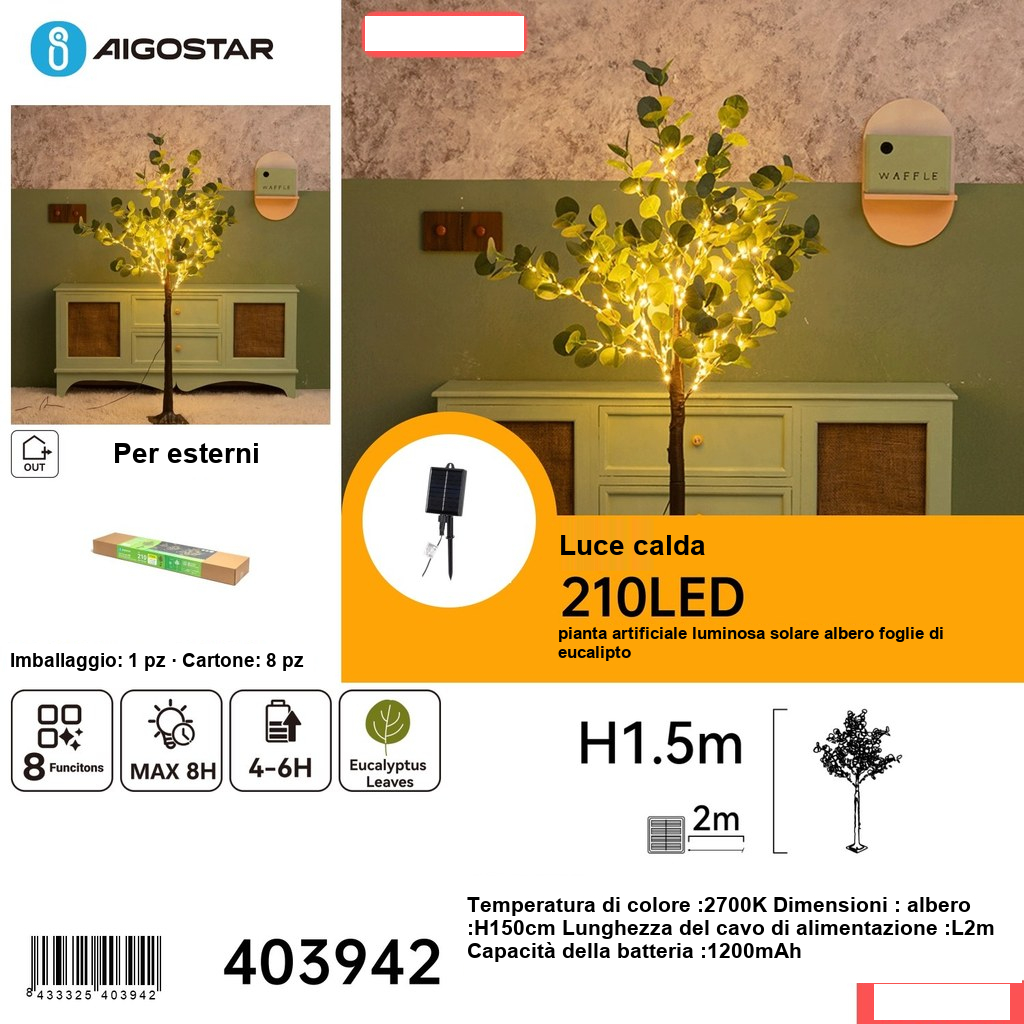 AIGOSTAR
WAFFLE
WAFFLE
OUT
Per esterni
Luce calda
210LED
pianta artificiale luminosa solare albero foglie di
eucalipto
Imballaggio: 1 pz · Cartone: 8 pz
8 Funcitons
MAX 8H
4-6H
Eucalyptus
Leaves
H1.5m
2m
Temperatura di colore :2700K Dimensioni : albero
:H150cm Lunghezza del cavo di alimentazione :L2m
Capacità della batteria :1200mAh
403942
8 433325 403942